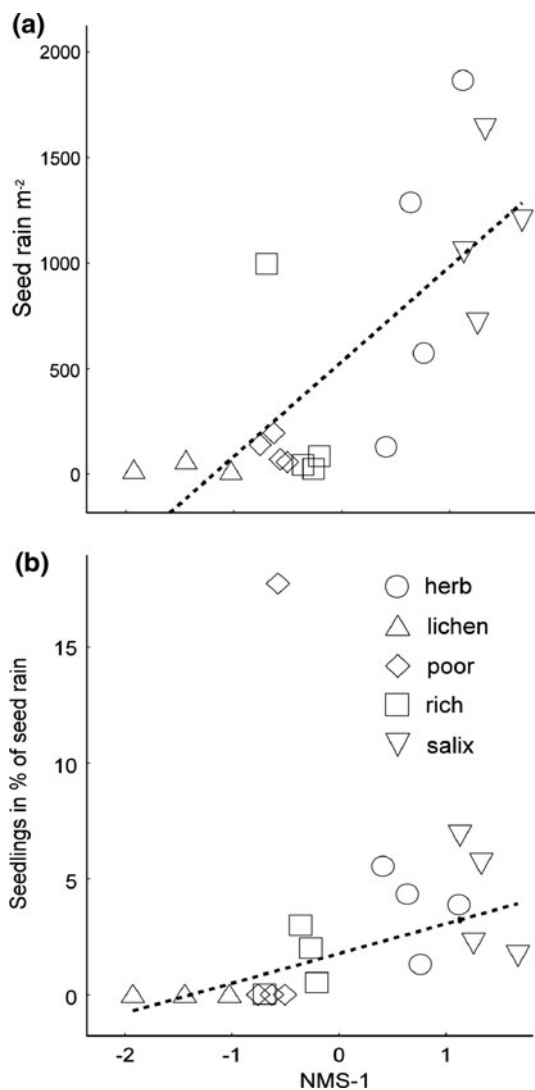 (a)
2000
1500
1000
500
0
Seed rain m⁻²
(b)
15
10
5
0
Seedlings in % of seed rain
herb
lichen
poor
rich
salix
-2 -1 0 1
NMS-1